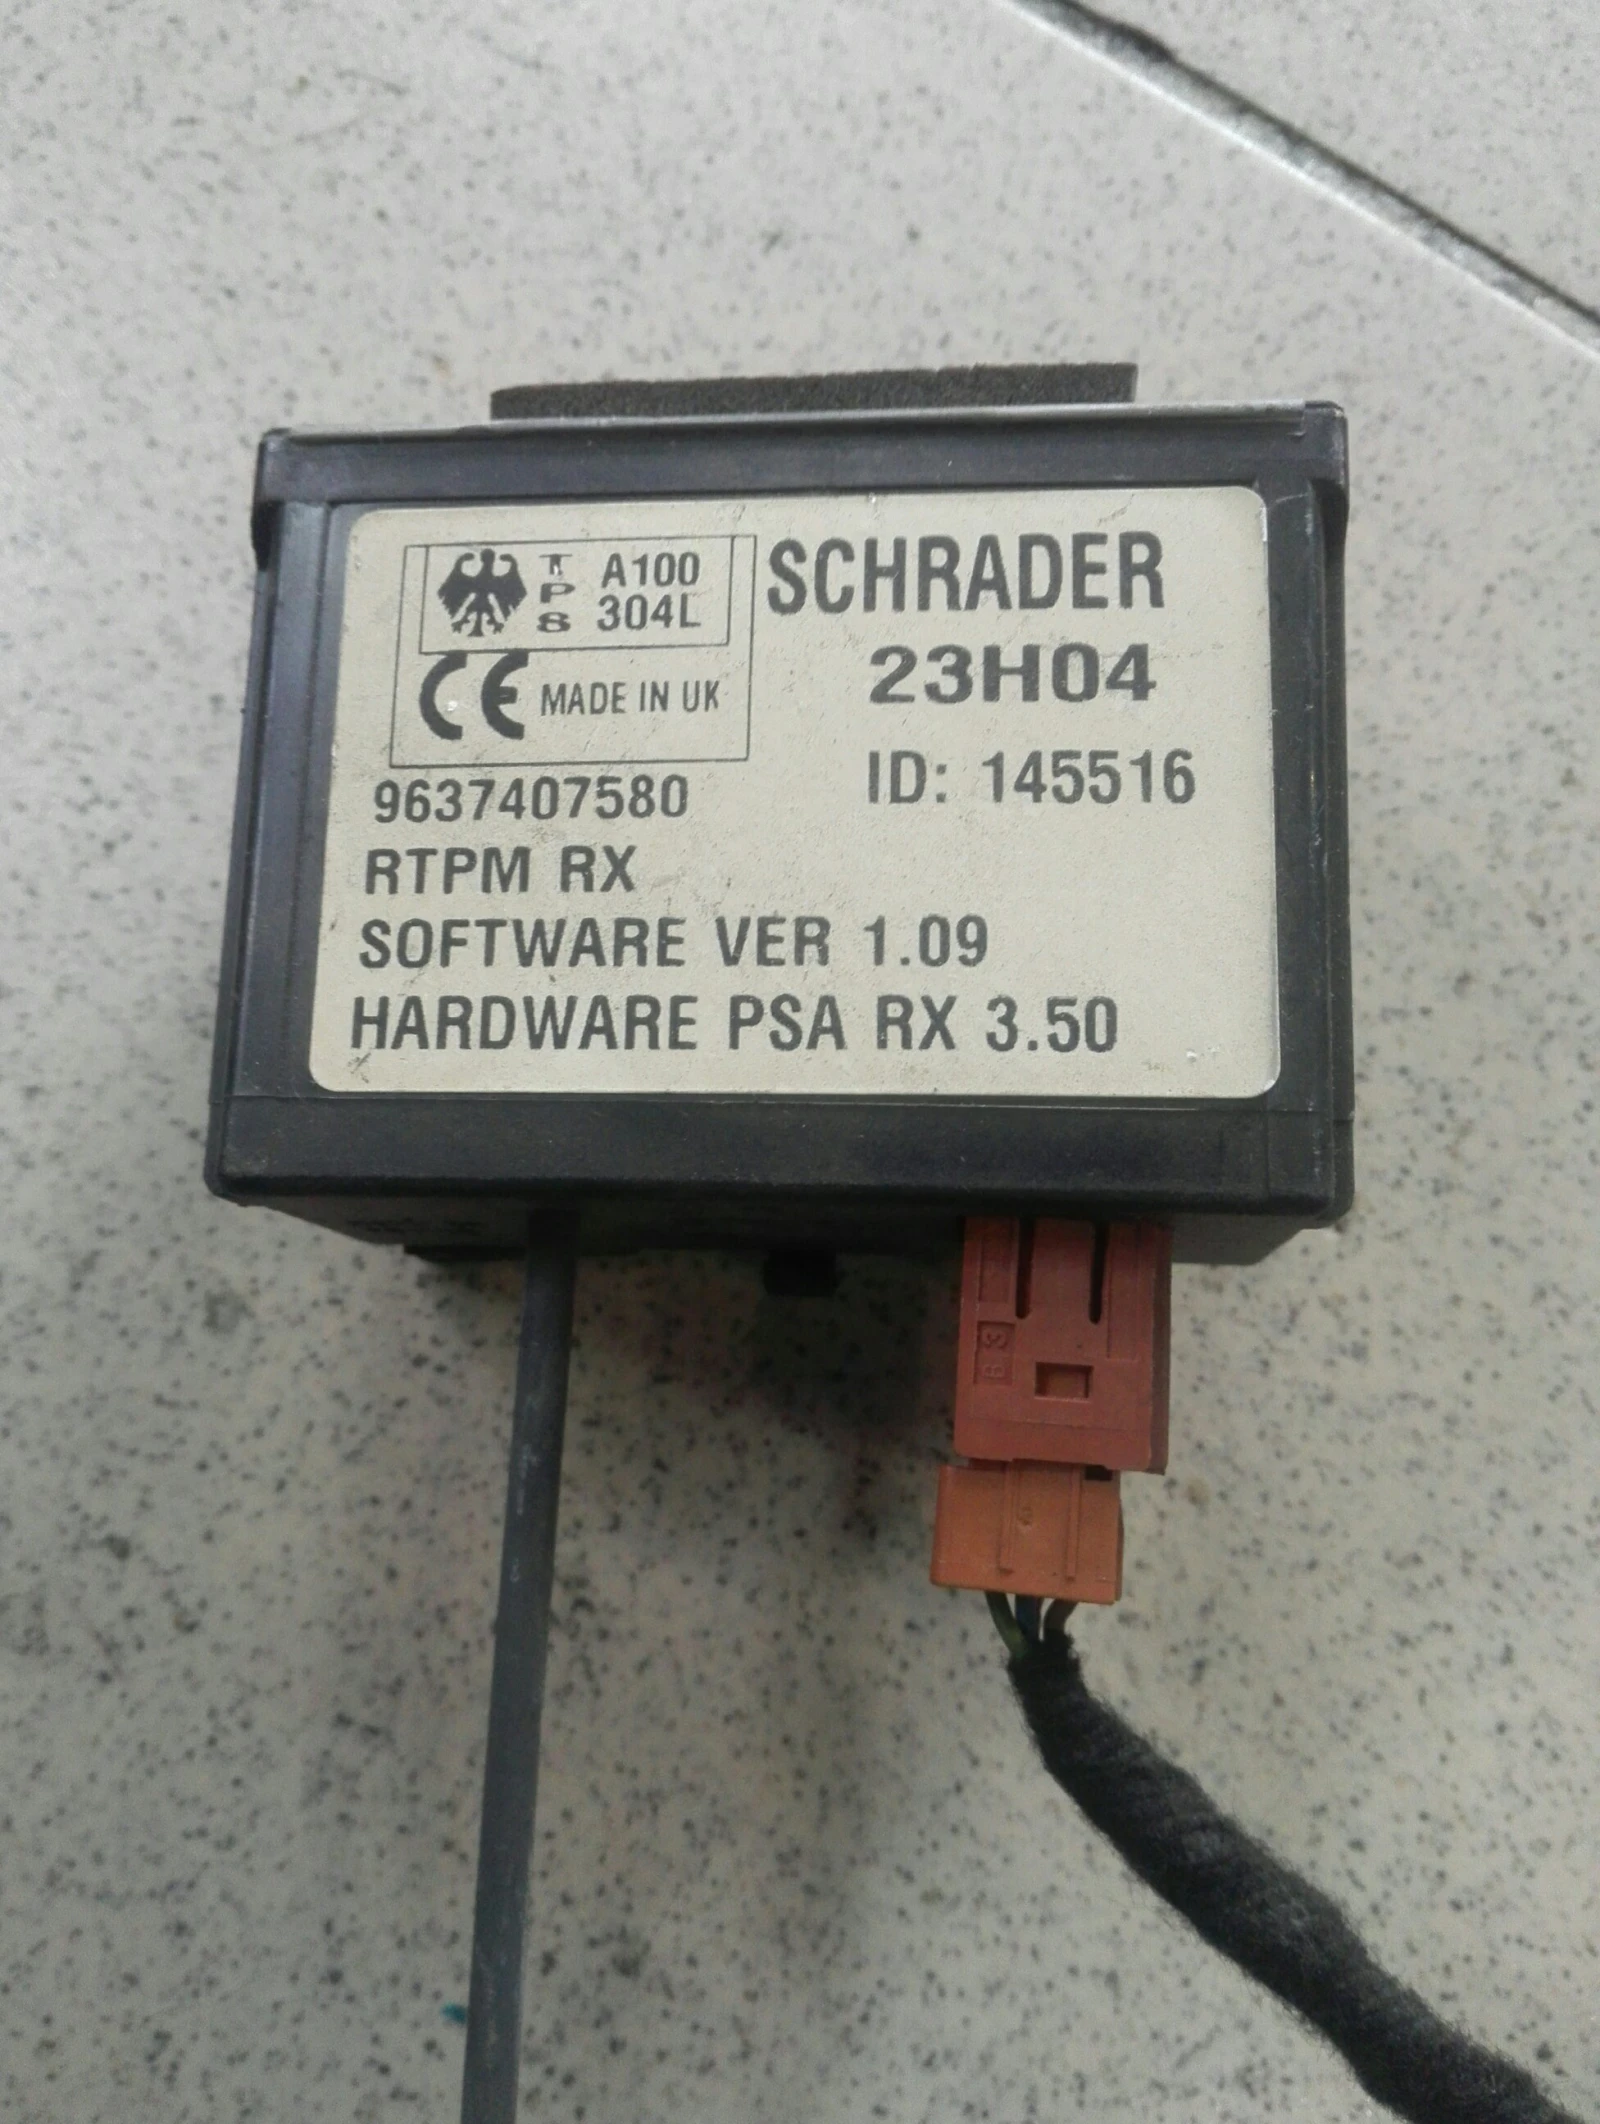 TPS A100
304L
CE MADE IN UK
SCHRADER
23H04
ID: 145516
9637407580
RTPM RX
SOFTWARE VER 1.09
HARDWARE PSA RX 3.50